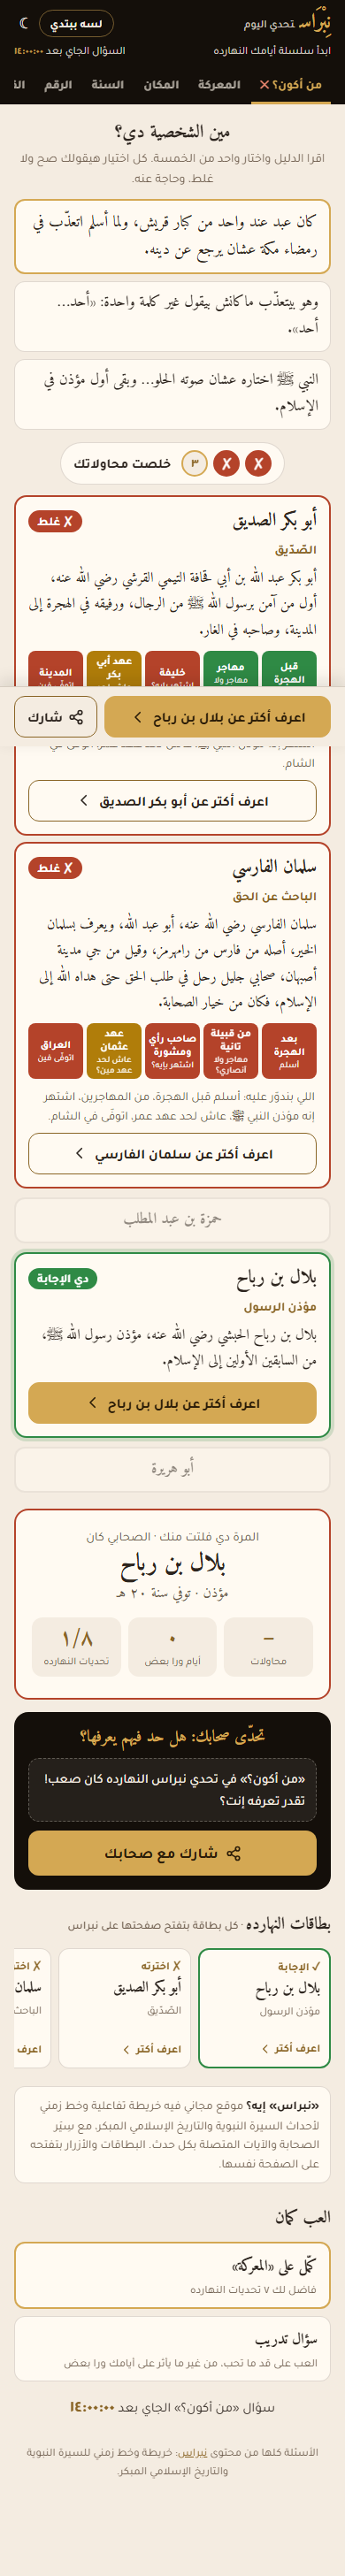 نِبْرَاس تحدي اليوم
لسه ببتدي
ابدأ سلسلة أيامك النهارده
السؤال الجاي بعد ١٤:٠٠:٠٠
من أكون؟ ✕
المعركة
المكان
السنة
الرقم
مين الشخصية دي؟
اقرا الدليل واختار واحد من الخمسة. كل اختيار هيقولك صح ولا
غلط، وحاجة عنه.
كان عبد عند واحد من كبار قريش، ولما أسلم اتعذّب في
رمضاء مكة عشان يرجع عن دينه.
وهو بيتعذّب ماكانش بيقول غير كلمة واحدة: «أحد...
أحد».
النبي ﷺ اختاره عشان صوته الحلو... وبقى أول مؤذن في
الإسلام.
✗ ✗ ٣ خلصت محاولاتك
أبو بكر الصديق
✗ غلط
الصّدّيق
أبو بكر عبد الله بن أبي قحافة التيمي القرشي رضي الله عنه،
أول من آمن برسول الله ﷺ من الرجال، ورفيقه في الهجرة إلى
المدينة، وصاحبه في الغار.
قبل الهجرة
مهاجر
مهاجر ولا
خليفة
عهد أبي بكر
المدينة
اعرف أكتر عن بلال بن رباح
شارك
الشام.
اعرف أكتر عن أبو بكر الصديق
سلمان الفارسي
✗ غلط
الباحث عن الحق
سلمان الفارسي رضي الله عنه، أبو عبد الله، ويعرف بسلمان
الخير، أصله من فارس من رامهرمز، وقيل من جي مدينة
أصبهان، صحابي جليل رحل في طلب الحق حتى هداه الله إلى
الإسلام، فكان من خيار الصحابة.
بعد الهجرة
أسلم
من قبيلة تانية
مهاجر ولا أنصاري؟
صاحب رأي ومشورة
اشتهر بإيه؟
عهد عثمان
عاش لحد عهد مين؟
العراق
اتوفّى فين
اللي بندوّر عليه: أسلم قبل الهجرة، من المهاجرين، اشتهر
إنه مؤذن النبي ﷺ، عاش لحد عهد عمر، اتوفّى في الشام.
اعرف أكتر عن سلمان الفارسي
حمزة بن عبد المطلب
بلال بن رباح
دي الإجابة
مؤذن الرسول
بلال بن رباح الحبشي رضي الله عنه، مؤذن رسول الله ﷺ،
من السابقين الأولين إلى الإسلام.
اعرف أكتر عن بلال بن رباح
أبو هريرة
المرة دي فلتت منك · الصحابي كان
بلال بن رباح
مؤذن · توفي سنة ٢٠ هـ
–
محاولات
٠
أيام ورا بعض
١/٨
تحديات النهارده
تحدّى صحابك: هل حد فيهم يعرفها؟
«من أكون؟» في تحدي نبراس النهارده كان صعب!
تقدر تعرفه إنت؟
شارك مع صحابك
بطاقات النهارده · كل بطاقة بتفتح صفحتها على نبراس
✓ الإجابة
بلال بن رباح
مؤذن الرسول
اعرف أكتر
✗ اخترته
أبو بكر الصديق
الصّدّيق
اعرف أكتر
«نبراس» إيه؟ موقع مجاني فيه خريطة تفاعلية وخط زمني
لأحداث السيرة النبوية والتاريخ الإسلامي المبكر، مع سِيَر
الصحابة والآيات المتصلة بكل حدث. البطاقات والأزرار بتفتحه
على الصفحة نفسها.
العب كمان
كمّل على «المعركة»
فاضل لك ٧ تحديات النهارده
سؤال تدريب
العب على قد ما تحب، من غير ما يأثر على أيامك ورا بعض
سؤال «من أكون؟» الجاي بعد ١٤:٠٠:٠٠
الأسئلة كلها من محتوى نبراس: خريطة وخط زمني للسيرة النبوية
والتاريخ الإسلامي المبكر.